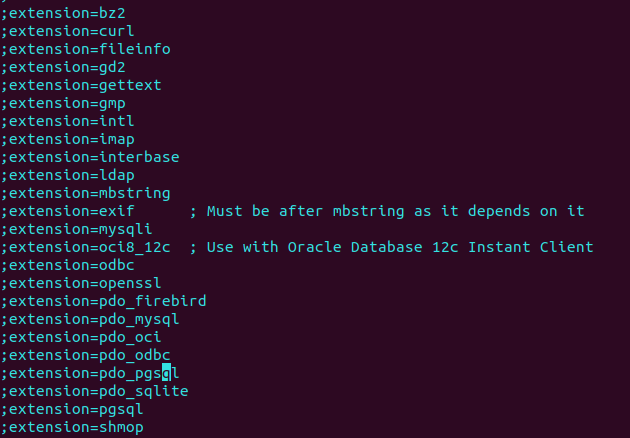 ;extension=bz2
;extension=curl
;extension=fileinfo
;extension=gd2
;extension=gettext
;extension=gmp
;extension=intl
;extension=imap
;extension=interbase
;extension=ldap
;extension=mbstring
;extension=exif      ; Must be after mbstring as it depends on it
;extension=mysqli
;extension=oci8_12c  ; Use with Oracle Database 12c Instant Client
;extension=odbc
;extension=openssl
;extension=pdo_firebird
;extension=pdo_mysql
;extension=pdo_oci
;extension=pdo_odbc
;extension=pdo_pgsql
;extension=pdo_sqlite
;extension=pgsql
;extension=shmop